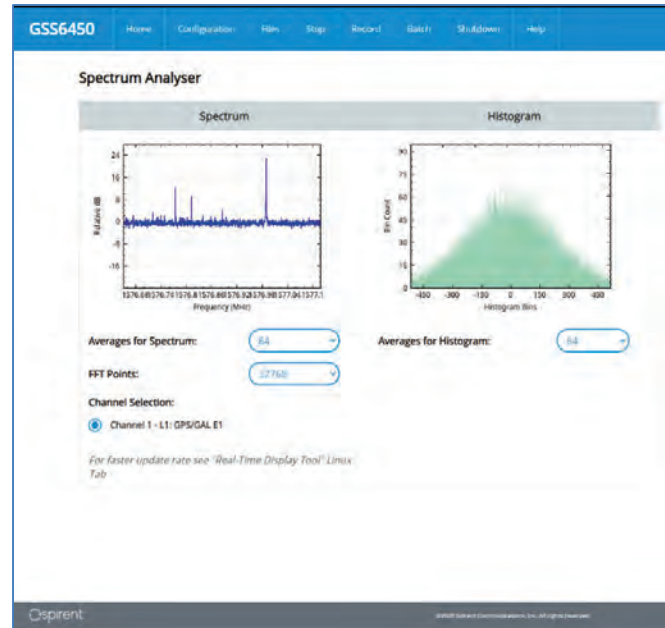 GSS6450 Home Configuration Files Stop Record Batch Shutdown Help
Spectrum Analyser
Spectrum Histogram
24
16
8
0
-8
-16
Relative dB
Frequency (MHz)
90
75
60
45
30
15
0
Bin Count
-450 -300 -150 0 150 300 450
Histogram Bins
Averages for Spectrum: 64 Averages for Histogram: 64
FFT Points: 32768
Channel Selection:
Channel 1 - L1: GPS/GAL E1
For faster update rate see "Real-Time Display Tool" Linux
Tab
spirent